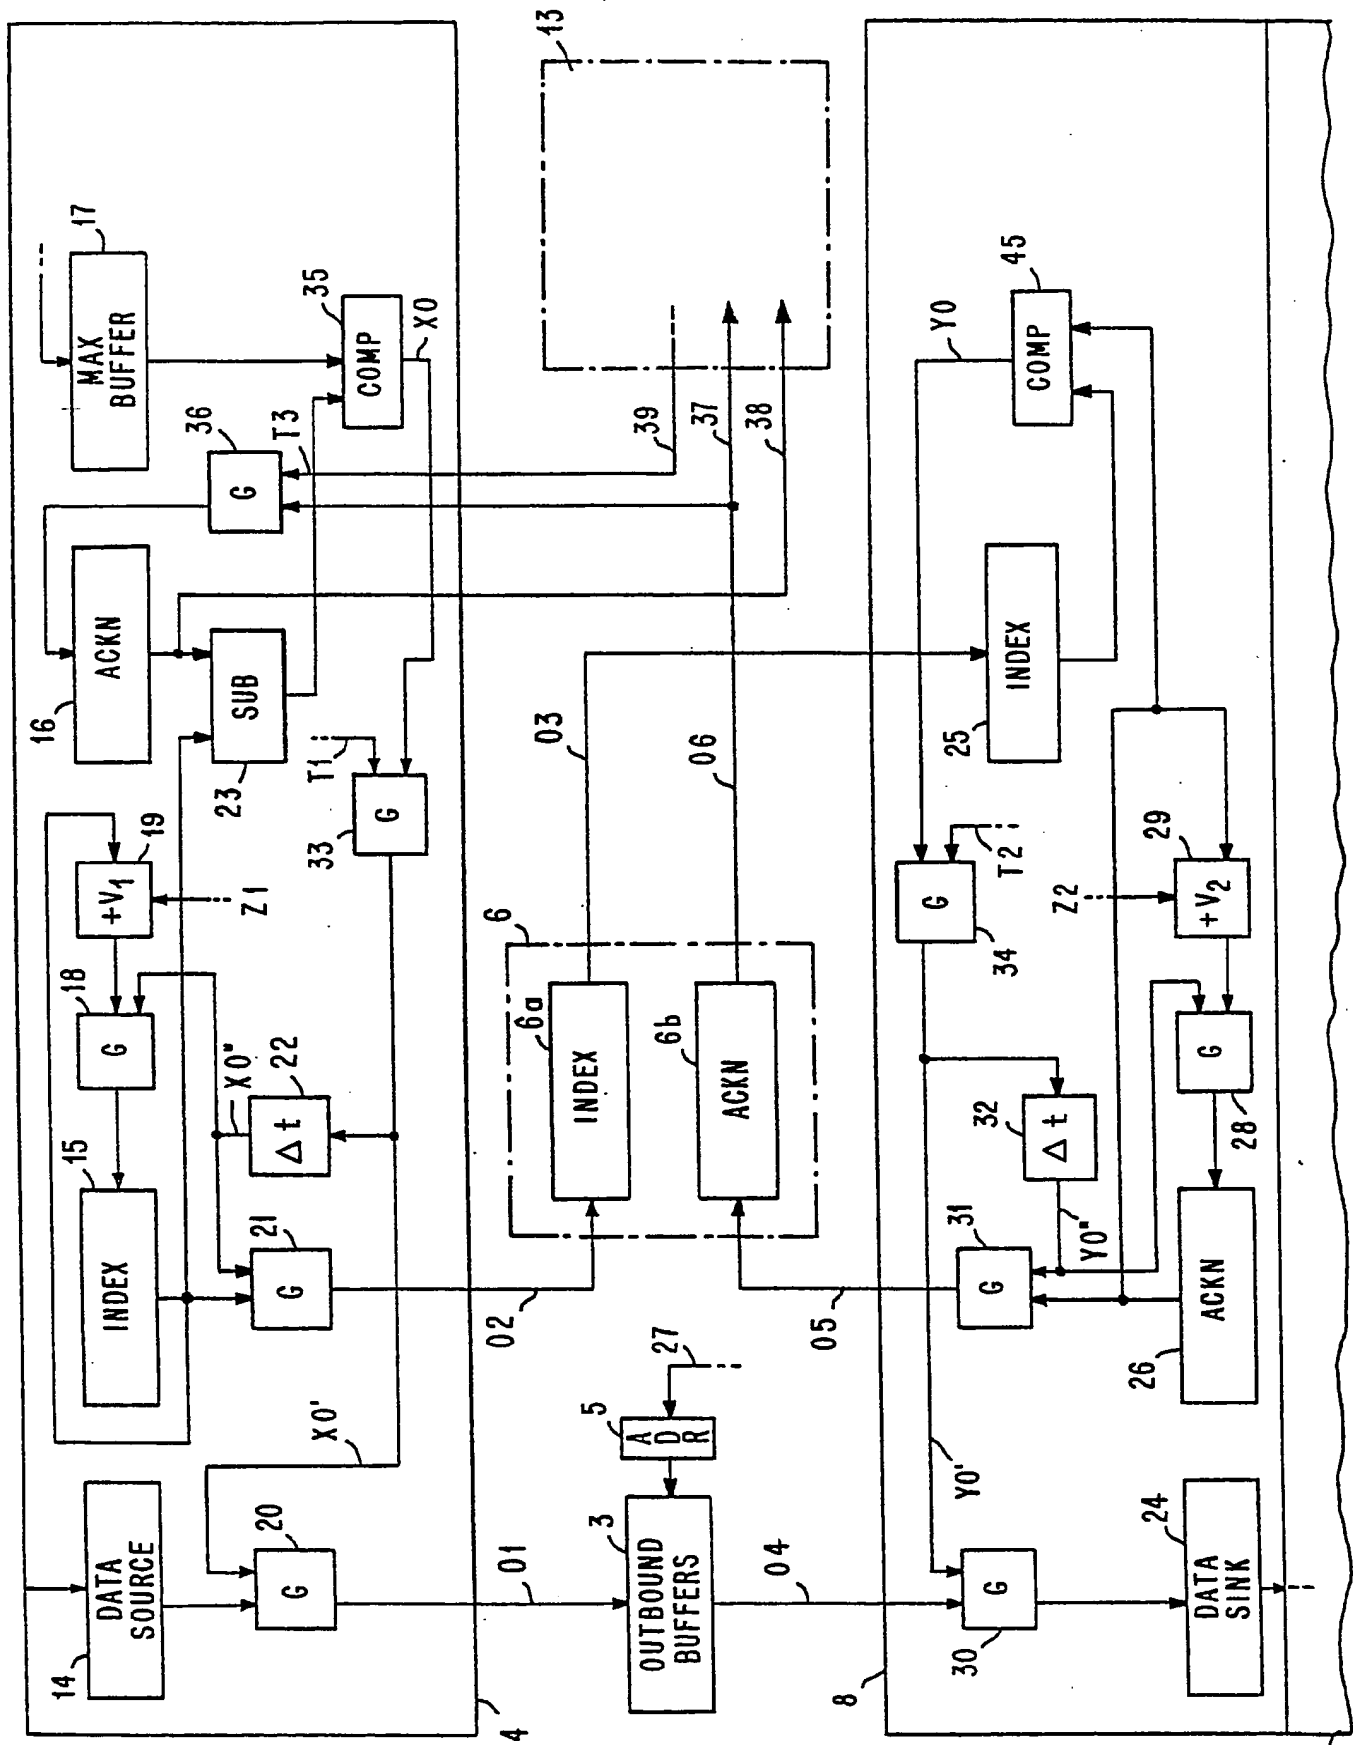 14
DATA
SOURCE
20
G
X0'
15
INDEX
21
G
X0"
22
Δt
18
G
19
+V1
Z1
16
ACKN
23
SUB
T1
33
G
36
G
T3
17
MAX
BUFFER
35
COMP
X0
4
01
3
OUTBOUND
BUFFERS
5
ADR
27
04
02
05
6
6a
INDEX
6b
ACKN
03
06
39
37
38
13
8
30
G
24
DATA
SINK
Y0'
31
G
Y0"
32
Δt
26
ACKN
28
G
34
G
T2
Z2
29
+V2
25
INDEX
Y0
45
COMP